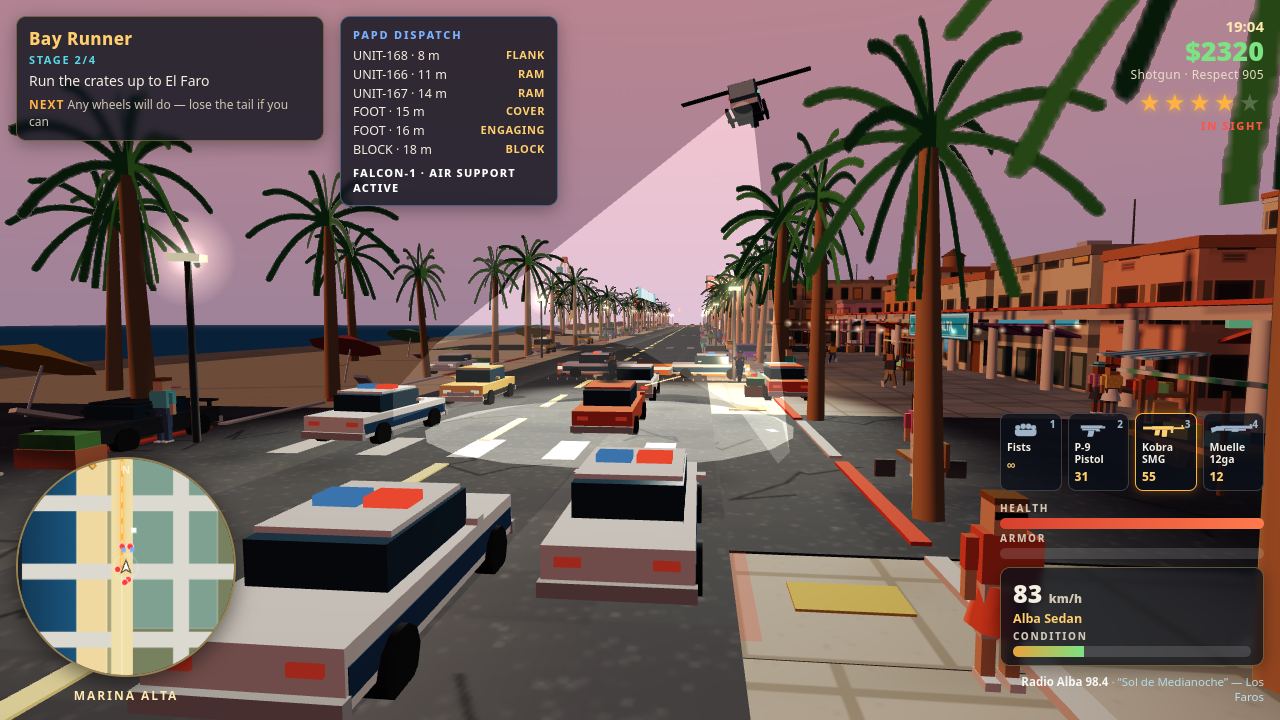 Bay Runner
STAGE 2/4
Run the crates up to El Faro
NEXT Any wheels will do — lose the tail if you
can
PAPD DISPATCH
UNIT-168 · 8 m FLANK
UNIT-166 · 11 m RAM
UNIT-167 · 14 m RAM
FOOT · 15 m COVER
FOOT · 16 m ENGAGING
BLOCK · 18 m BLOCK
FALCON-1 · AIR SUPPORT
ACTIVE
19:04
$2320
Shotgun · Respect 905
IN SIGHT
1
Fists
∞
2
P-9
Pistol
31
3
Kobra
SMG
55
4
Muelle
12ga
12
HEALTH
ARMOR
83 km/h
Alba Sedan
CONDITION
Radio Alba 98.4 · “Sol de Medianoche” — Los
Faros
N
MARINA ALTA